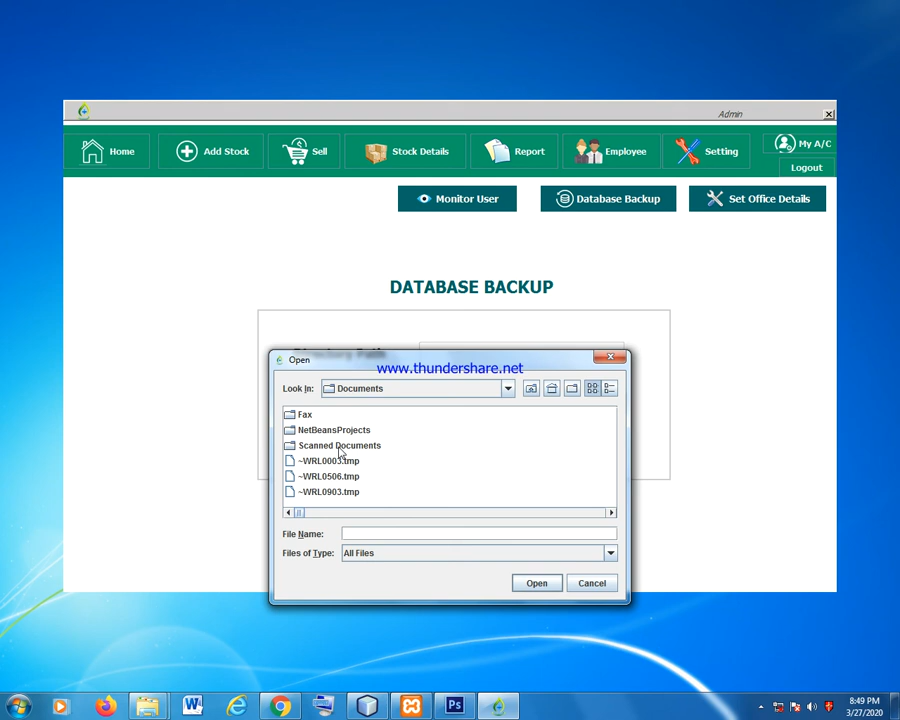 Admin
Home
Add Stock
Sell
Stock Details
Report
Employee
Setting
My A/C
Logout
Monitor User
Database Backup
Set Office Details
DATABASE BACKUP
Directory Path
Open
www.thundershare.net
Look In:
Documents
Fax
NetBeansProjects
Scanned Documents
~WRL0003.tmp
~WRL0506.tmp
~WRL0903.tmp
File Name:
Files of Type:
All Files
Open
Cancel
8:49 PM
3/27/2020